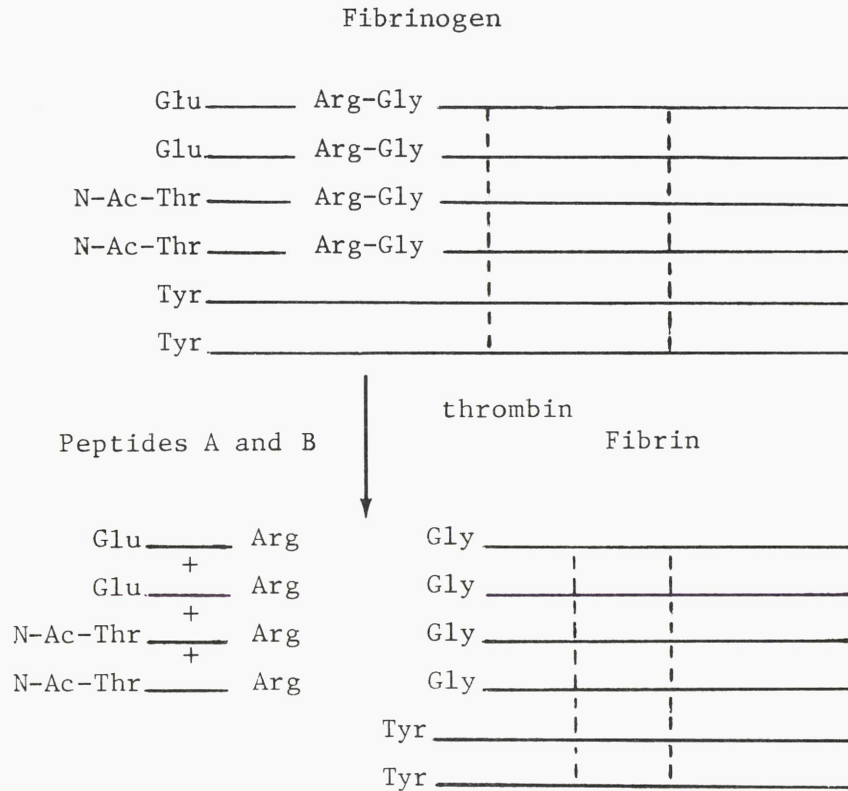 Fibrinogen
Glu Arg-Gly
Glu Arg-Gly
N-Ac-Thr Arg-Gly
N-Ac-Thr Arg-Gly
Tyr
Tyr
thrombin
Peptides A and B Fibrin
Glu Arg Gly
+
Glu Arg Gly
+
N-Ac-Thr Arg Gly
+
N-Ac-Thr Arg Gly
Tyr
Tyr